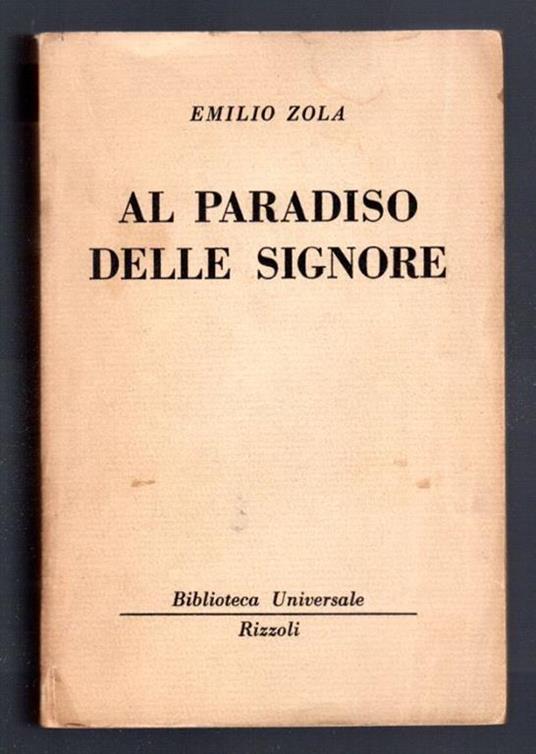 EMILIO ZOLA
AL PARADISO
DELLE SIGNORE
Biblioteca Universale
Rizzoli